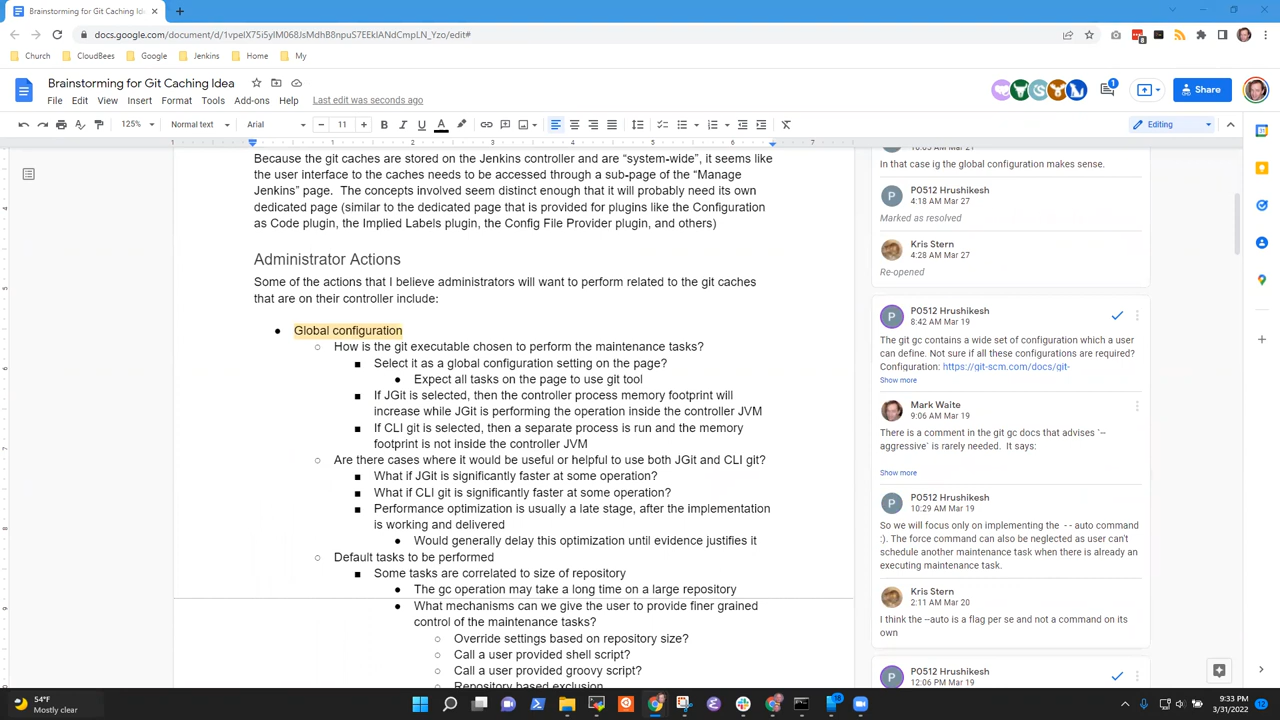 Brainstorming for Git Caching Ide
docs.google.com/document/d/1vpeIX75i5yIM068JsMdhB8npuS7EEkIANdCmpLN_Yzo/edit#
Church
CloudBees
Google
Jenkins
Home
My
Brainstorming for Git Caching Idea
File Edit View Insert Format Tools Add-ons Help Last edit was seconds ago
1
Share
125%
Normal text
Arial
11
Editing
1 1 2 3 4 5 6 7
Because the git caches are stored on the Jenkins controller and are “system-wide”, it seems like
the user interface to the caches needs to be accessed through a sub-page of the “Manage
Jenkins” page. The concepts involved seem distinct enough that it will probably need its own
dedicated page (similar to the dedicated page that is provided for plugins like the Configuration
as Code plugin, the Implied Labels plugin, the Config File Provider plugin, and others)
Administrator Actions
Some of the actions that I believe administrators will want to perform related to the git caches
that are on their controller include:
● Global configuration
○ How is the git executable chosen to perform the maintenance tasks?
■ Select it as a global configuration setting on the page?
● Expect all tasks on the page to use git tool
■ If JGit is selected, then the controller process memory footprint will
increase while JGit is performing the operation inside the controller JVM
■ If CLI git is selected, then a separate process is run and the memory
footprint is not inside the controller JVM
○ Are there cases where it would be useful or helpful to use both JGit and CLI git?
■ What if JGit is significantly faster at some operation?
■ What if CLI git is significantly faster at some operation?
■ Performance optimization is usually a late stage, after the implementation
is working and delivered
● Would generally delay this optimization until evidence justifies it
○ Default tasks to be performed
■ Some tasks are correlated to size of repository
● The gc operation may take a long time on a large repository
● What mechanisms can we give the user to provide finer grained
control of the maintenance tasks?
○ Override settings based on repository size?
○ Call a user provided shell script?
○ Call a user provided groovy script?
○ Repository based exclusion
In that case ig the global configuration makes sense.
P
P0512 Hrushikesh
4:18 AM Mar 27
Marked as resolved
Kris Stern
4:28 AM Mar 27
Re-opened
P
P0512 Hrushikesh
8:42 AM Mar 19
The git gc contains a wide set of configuration which a user
can define. Not sure if all these configurations are required?
Configuration: https://git-scm.com/docs/git-
Show more
Mark Waite
9:06 AM Mar 19
There is a comment in the git gc docs that advises `--
aggressive` is rarely needed. It says:
Show more
P
P0512 Hrushikesh
10:29 AM Mar 19
So we will focus only on implementing the - - auto command
:). The force command can also be neglected as user can't
schedule another maintenance task when there is already an
executing maintenance task.
Kris Stern
2:11 AM Mar 20
I think the --auto is a flag per se and not a command on its
own
P
P0512 Hrushikesh
12:06 PM Mar 19
54°F
Mostly clear
9:33 PM
3/31/2022